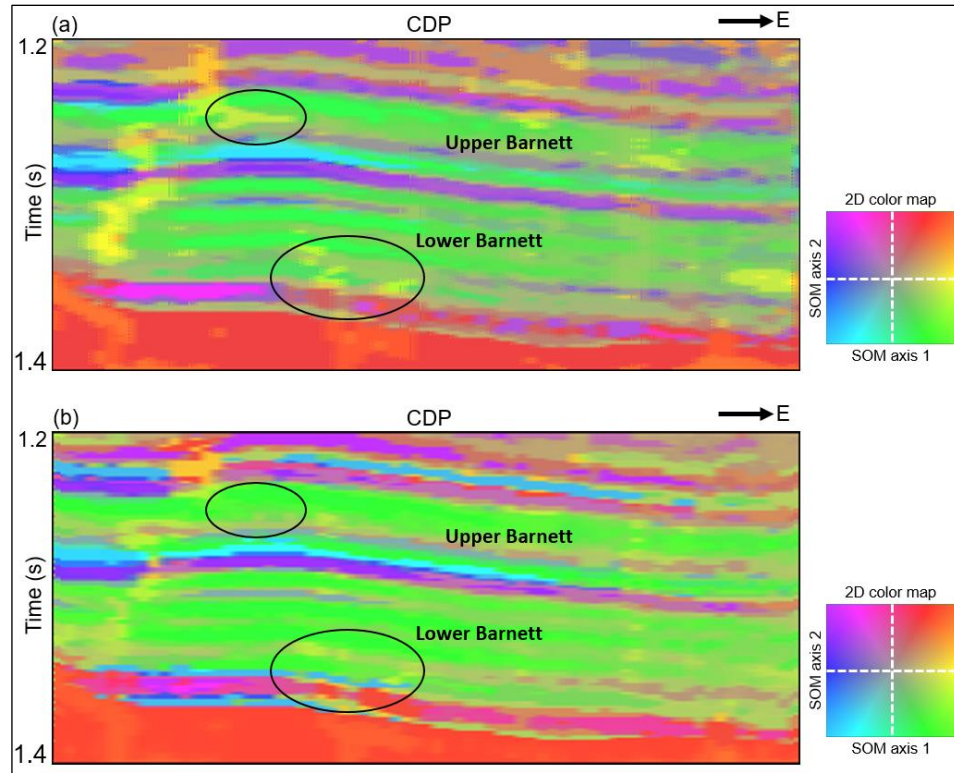 (a)
CDP
E
1.2
Upper Barnett
Time (s)
Lower Barnett
1.4
2D color map
SOM axis 2
SOM axis 1
(b)
CDP
E
1.2
Upper Barnett
Time (s)
Lower Barnett
1.4
2D color map
SOM axis 2
SOM axis 1